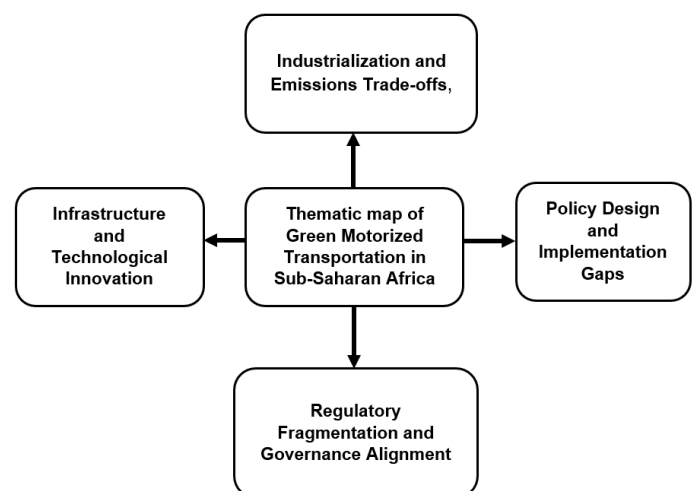 Industrialization and
Emissions Trade-offs,
Infrastructure
and
Technological
Innovation
Thematic map of
Green Motorized
Transportation in
Sub-Saharan Africa
Policy Design
and
Implementation
Gaps
Regulatory
Fragmentation and
Governance Alignment